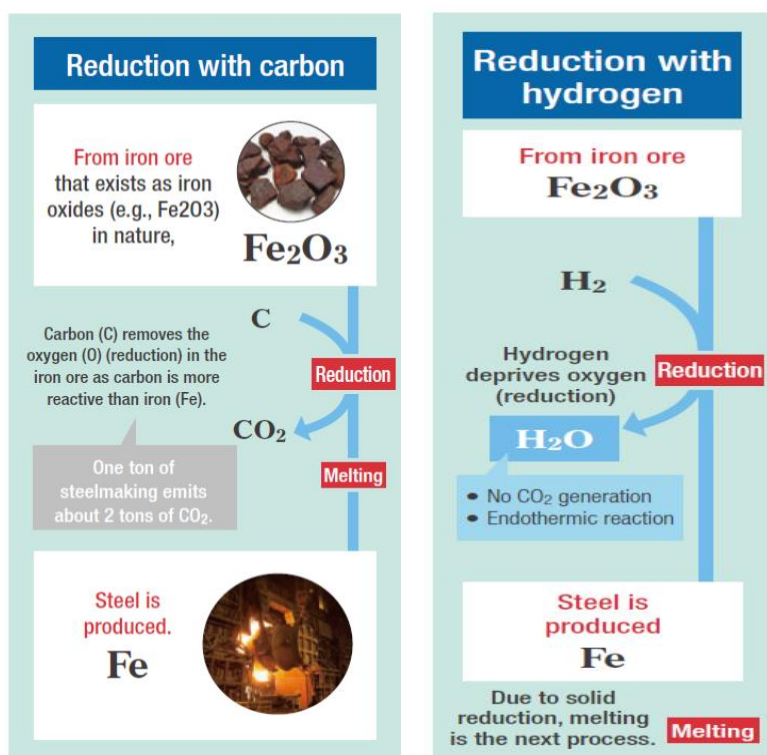 Reduction with carbon
From iron ore
that exists as iron
oxides (e.g., Fe2O3)
in nature,
Fe₂O₃
C
Carbon (C) removes the
oxygen (O) (reduction) in the
iron ore as carbon is more
reactive than iron (Fe).
Reduction
CO₂
Melting
One ton of
steelmaking emits
about 2 tons of CO₂.
Steel is
produced.
Fe
Reduction with
hydrogen
From iron ore
Fe₂O₃
H₂
Hydrogen
deprives oxygen
(reduction)
Reduction
H₂O
• No CO₂ generation
• Endothermic reaction
Steel is
produced
Fe
Due to solid
reduction, melting
is the next process.
Melting